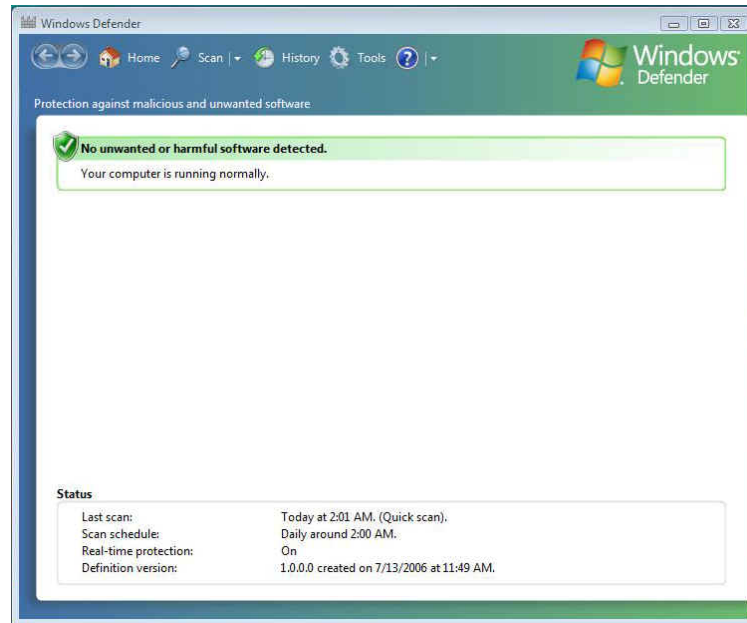 Windows Defender
Home Scan History Tools
Windows
Defender
Protection against malicious and unwanted software
No unwanted or harmful software detected.
Your computer is running normally.
Status
Last scan: Today at 2:01 AM. (Quick scan).
Scan schedule: Daily around 2:00 AM.
Real-time protection: On
Definition version: 1.0.0.0 created on 7/13/2006 at 11:49 AM.